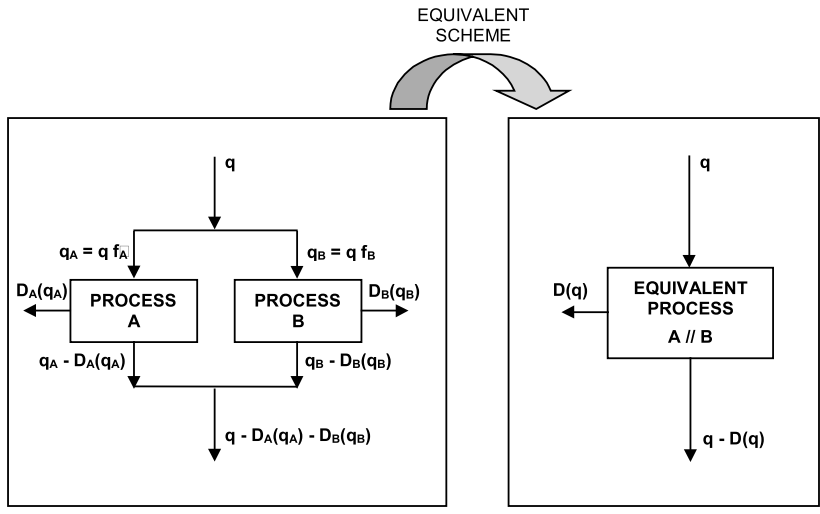 EQUIVALENT
SCHEME
q
qA = q fA
qB = q fB
DA(qA)
PROCESS
A
PROCESS
B
DB(qB)
qA - DA(qA)
qB - DB(qB)
q - DA(qA) - DB(qB)
q
D(q)
EQUIVALENT
PROCESS
A // B
q - D(q)